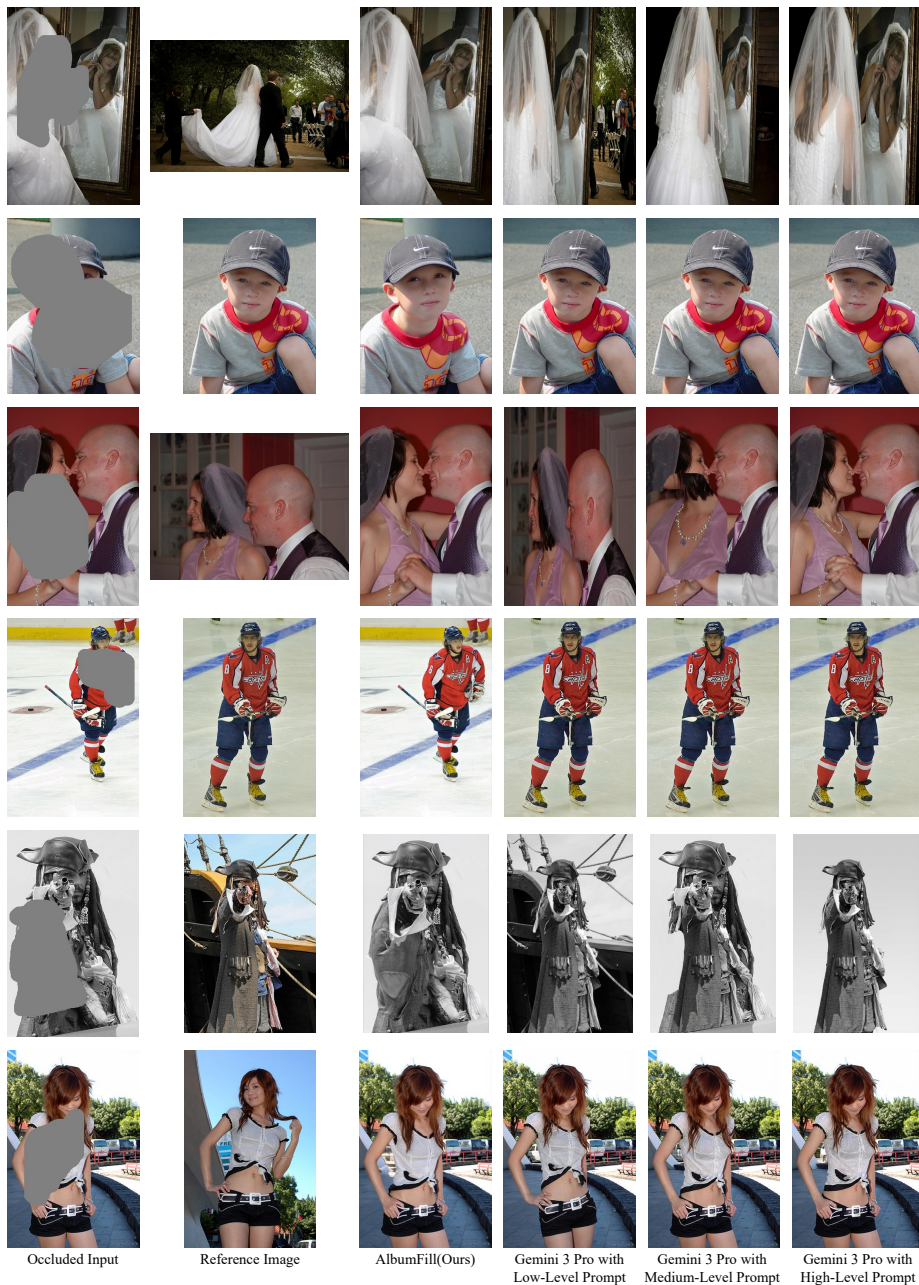 Occluded Input
Reference Image
AlbumFill(Ours)
Gemini 3 Pro with
Low-Level Prompt
Gemini 3 Pro with
Medium-Level Prompt
Gemini 3 Pro with
High-Level Prompt